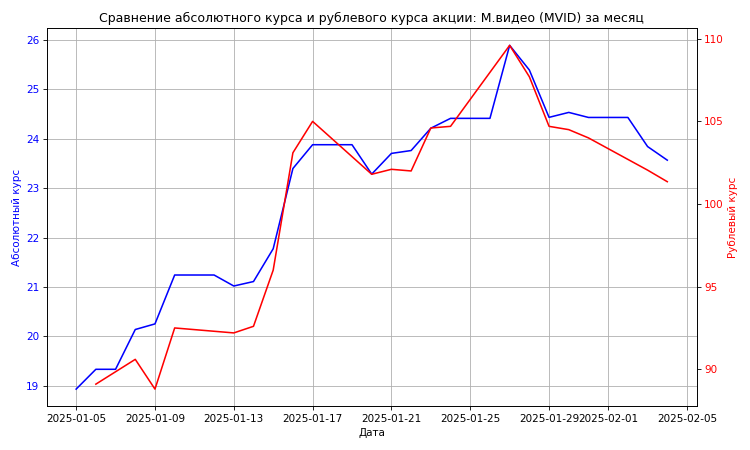 Сравнение абсолютного курса и рублевого курса акции: М.видео (MVID) за месяц
26
25
24
23
22
21
20
19
Абсолютный курс
110
105
100
95
90
Рублевый курс
2025-01-05 2025-01-09 2025-01-13 2025-01-17 2025-01-21 2025-01-25 2025-01-29 2025-02-01 2025-02-05
Дата